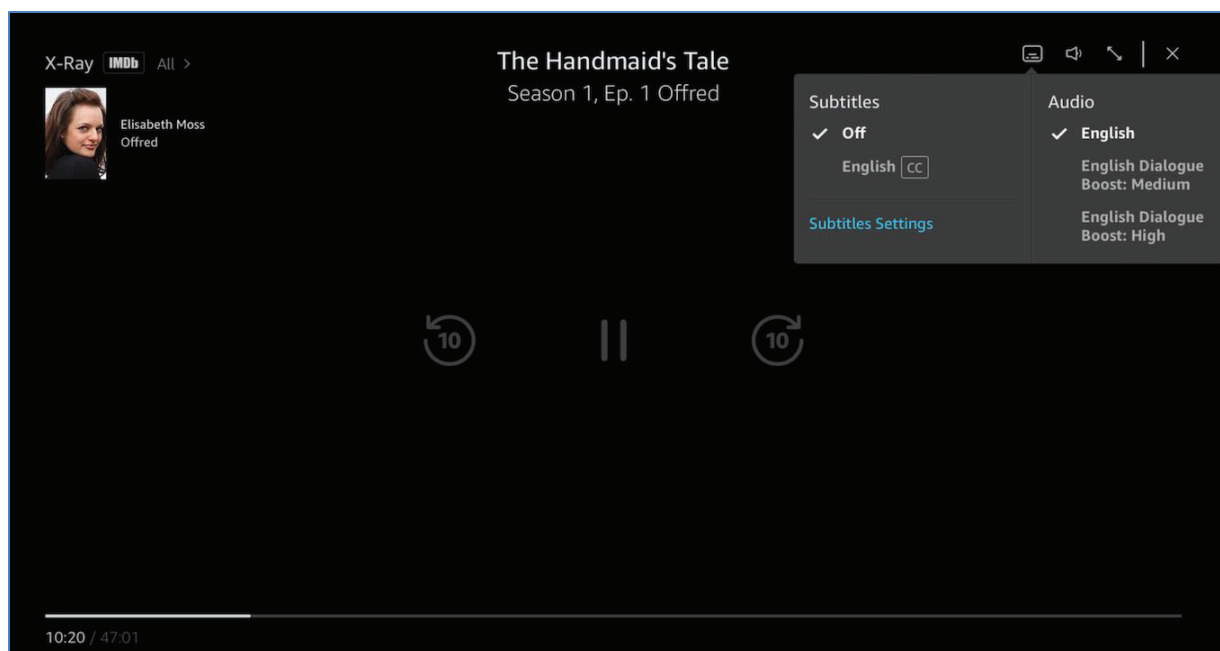 X-Ray IMDb All >
Elisabeth Moss
Offred
The Handmaid's Tale
Season 1, Ep. 1 Offred
Subtitles
Off
English CC
Subtitles Settings
Audio
English
English Dialogue
Boost: Medium
English Dialogue
Boost: High
10
10
10:20 / 47:01